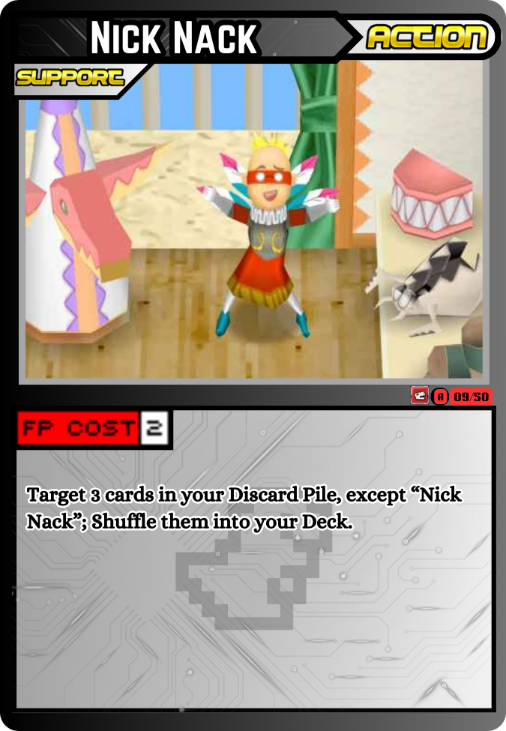 Nick Nack
ACTION
SUPPORT
A 09/50
FP COST 2
Target 3 cards in your Discard Pile, except “Nick
Nack”; Shuffle them into your Deck.